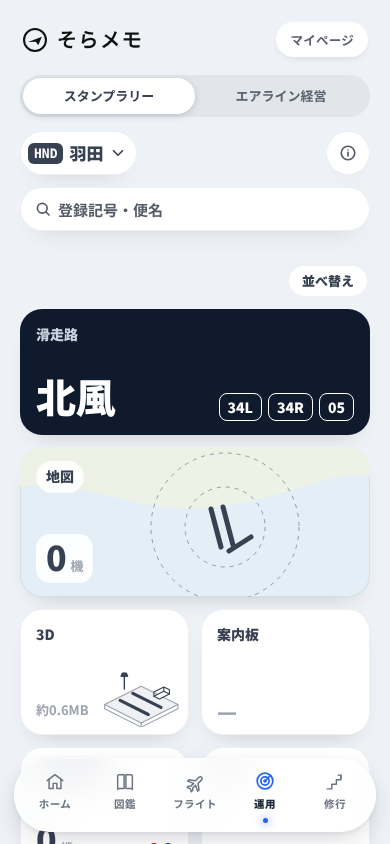 そらメモ
マイページ
スタンプラリー
エアライン経営
HND 羽田
登録記号・便名
並べ替え
滑走路
北風
34L 34R 05
地図
0 機
3D
約0.6MB
案内板
—
ホーム
図鑑
フライト
運用
修行